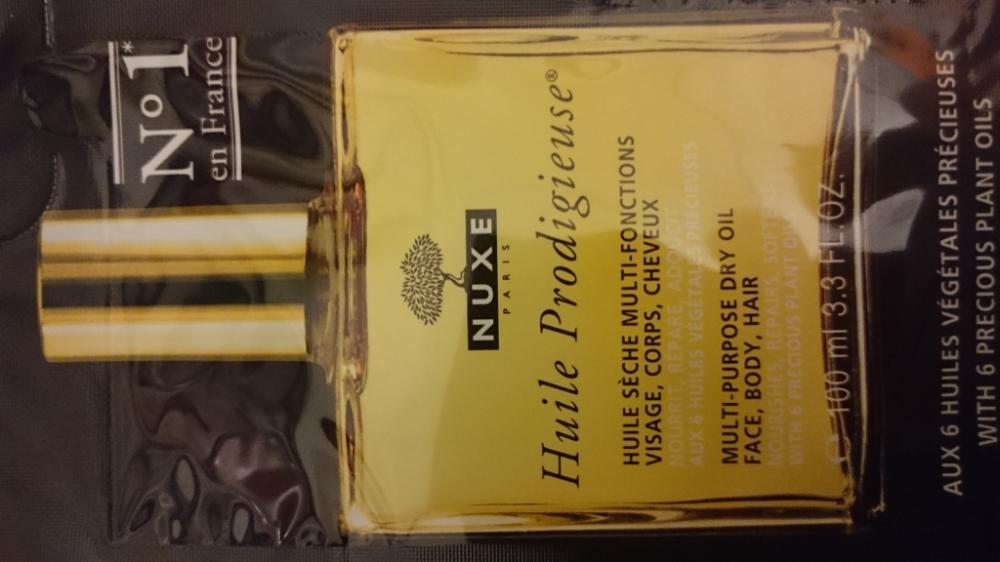 N° 1*
en France
NUXE
PARIS
Huile Prodigieuse®
HUILE SÈCHE MULTI-FONCTIONS
VISAGE, CORPS, CHEVEUX
NOURRIT, RÉPARE, ADOUCIT
AUX 6 HUILES VÉGÉTALES PRÉCIEUSES
MULTI-PURPOSE DRY OIL
FACE, BODY, HAIR
NOURISHES, REPAIRS, SOFTENS
WITH 6 PRECIOUS PLANT OILS
℮ 100 ml 3.3 FL.OZ.
AUX 6 HUILES VÉGÉTALES PRÉCIEUSES
WITH 6 PRECIOUS PLANT OILS